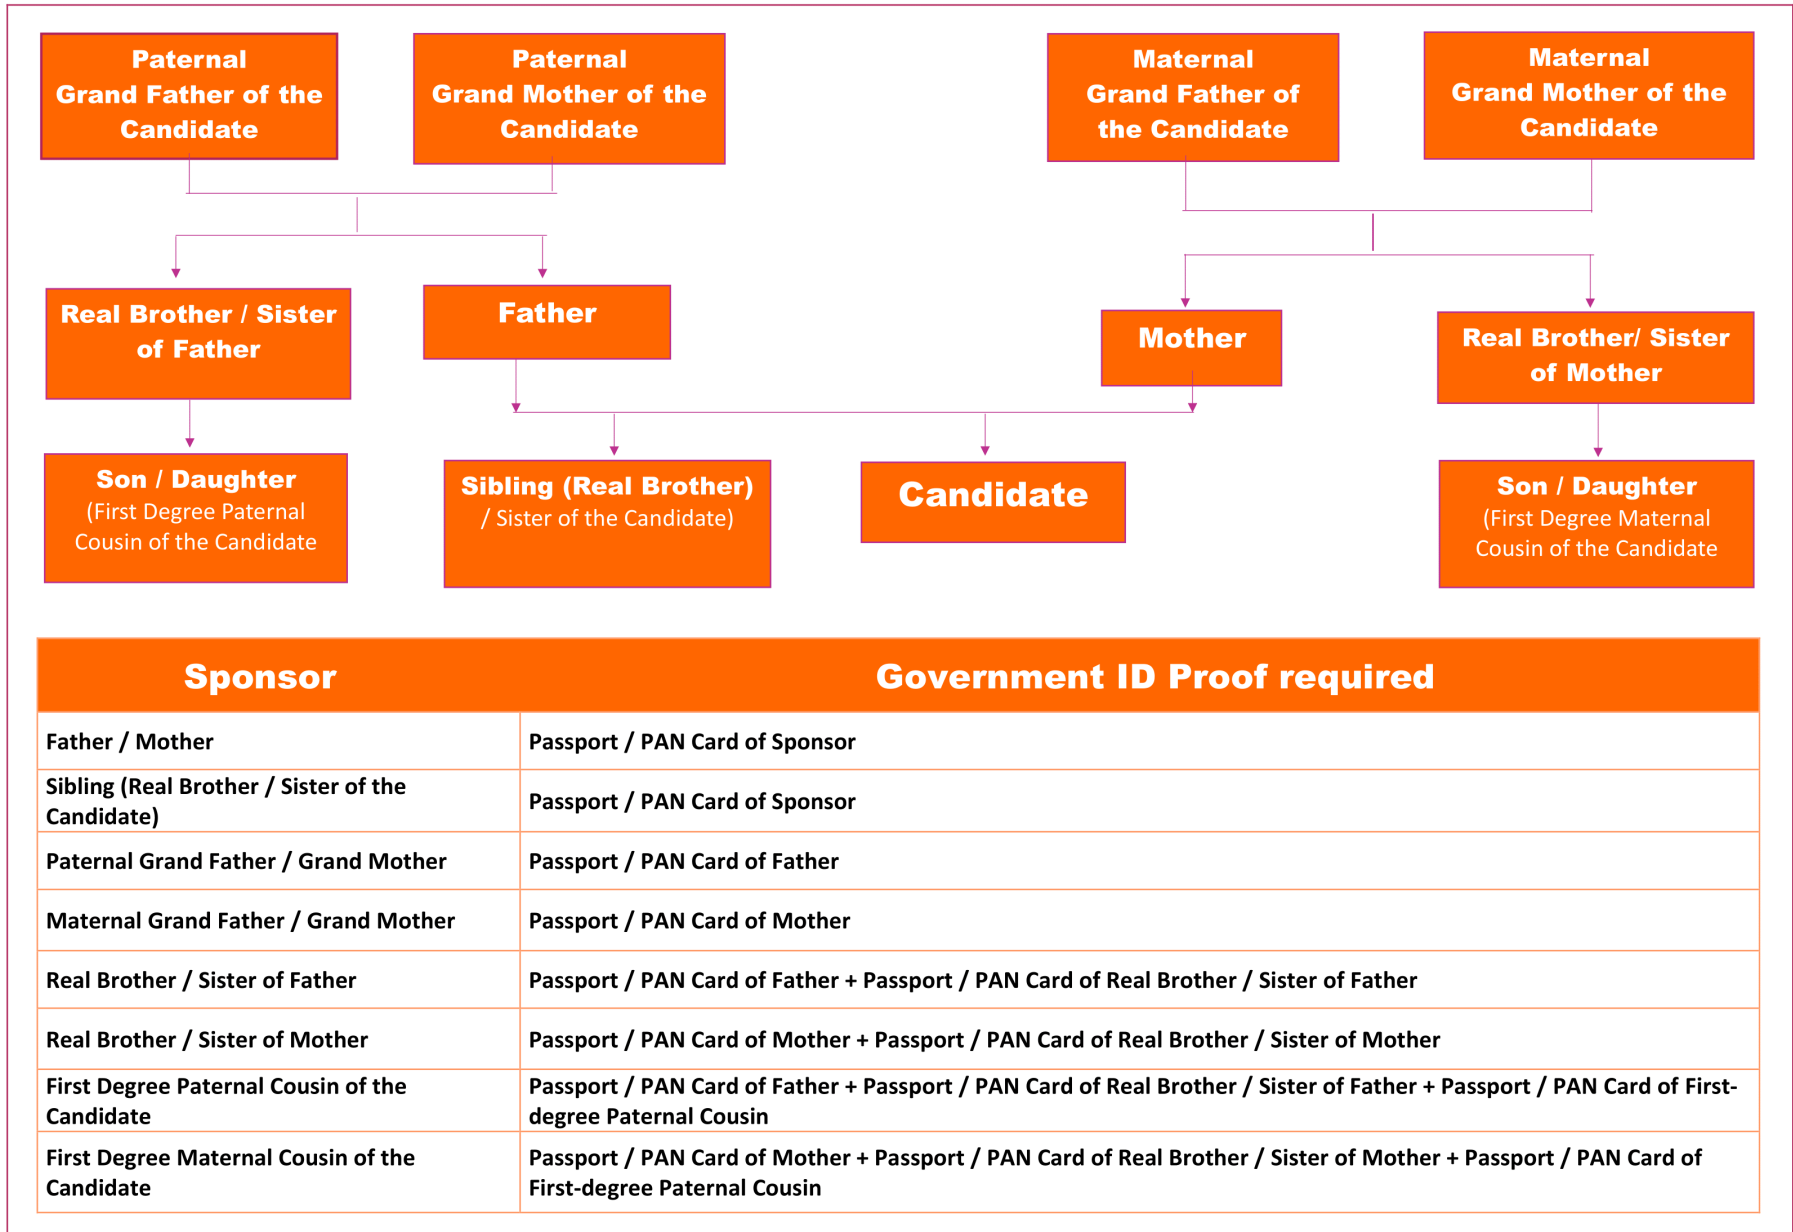 Paternal
Grand Father of the
Candidate
Paternal
Grand Mother of the
Candidate
Maternal
Grand Father of
the Candidate
Maternal
Grand Mother of the
Candidate
Real Brother / Sister
of Father
Father
Mother
Real Brother/ Sister
of Mother
Son / Daughter
(First Degree Paternal
Cousin of the Candidate
Sibling (Real Brother)
/ Sister of the Candidate)
Candidate
Son / Daughter
(First Degree Maternal
Cousin of the Candidate
Sponsor
Government ID Proof required
Father / Mother
Passport / PAN Card of Sponsor
Sibling (Real Brother / Sister of the
Candidate)
Passport / PAN Card of Sponsor
Paternal Grand Father / Grand Mother
Passport / PAN Card of Father
Maternal Grand Father / Grand Mother
Passport / PAN Card of Mother
Real Brother / Sister of Father
Passport / PAN Card of Father + Passport / PAN Card of Real Brother / Sister of Father
Real Brother / Sister of Mother
Passport / PAN Card of Mother + Passport / PAN Card of Real Brother / Sister of Mother
First Degree Paternal Cousin of the
Candidate
Passport / PAN Card of Father + Passport / PAN Card of Real Brother / Sister of Father + Passport / PAN Card of First-
degree Paternal Cousin
First Degree Maternal Cousin of the
Candidate
Passport / PAN Card of Mother + Passport / PAN Card of Real Brother / Sister of Mother + Passport / PAN Card of
First-degree Paternal Cousin